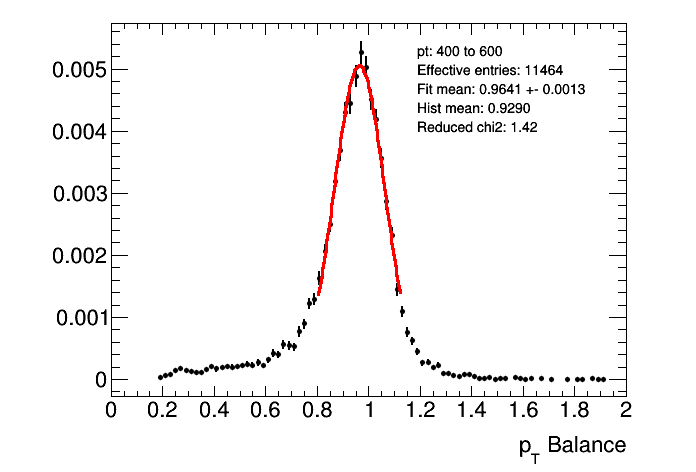 pt: 400 to 600
Effective entries: 11464
Fit mean: 0.9641 +- 0.0013
Hist mean: 0.9290
Reduced chi2: 1.42
0.005
0.004
0.003
0.002
0.001
0
0 0.2 0.4 0.6 0.8 1 1.2 1.4 1.6 1.8 2
pT Balance